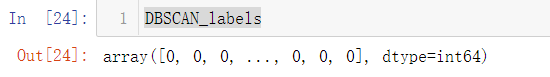 In [24]: 1 DBSCAN_labels
Out[24]: array([0, 0, 0, ..., 0, 0, 0], dtype=int64)